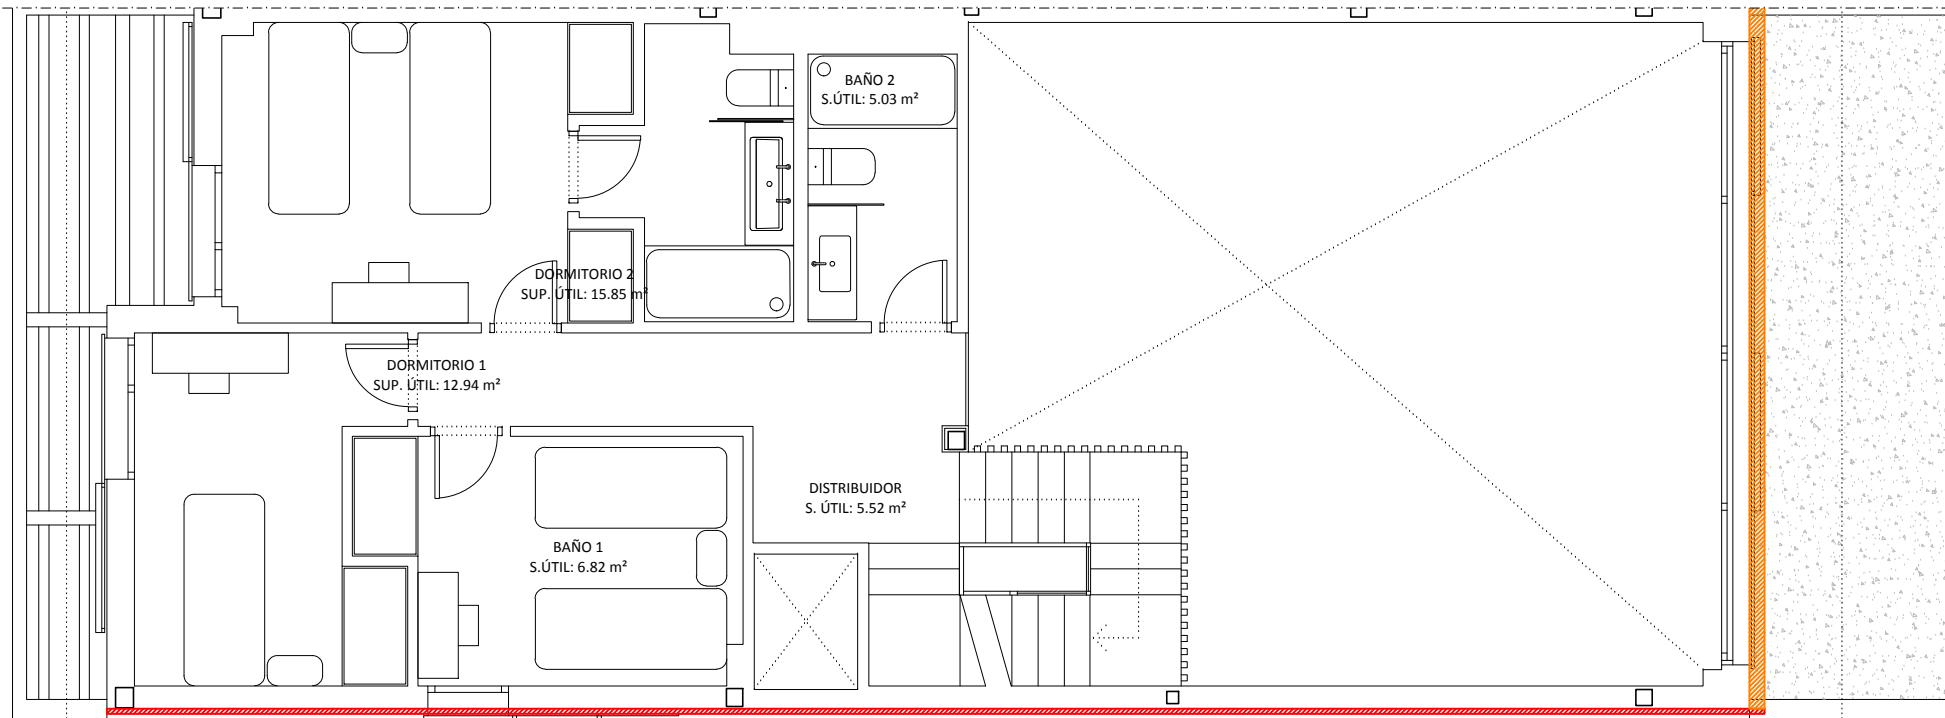 BAÑO 2
S.ÚTIL: 5.03 m²
DORMITORIO 2
SUP. ÚTIL: 15.85 m²
DORMITORIO 1
SUP. ÚTIL: 12.94 m²
DISTRIBUIDOR
S. ÚTIL: 5.52 m²
BAÑO 1
S.ÚTIL: 6.82 m²